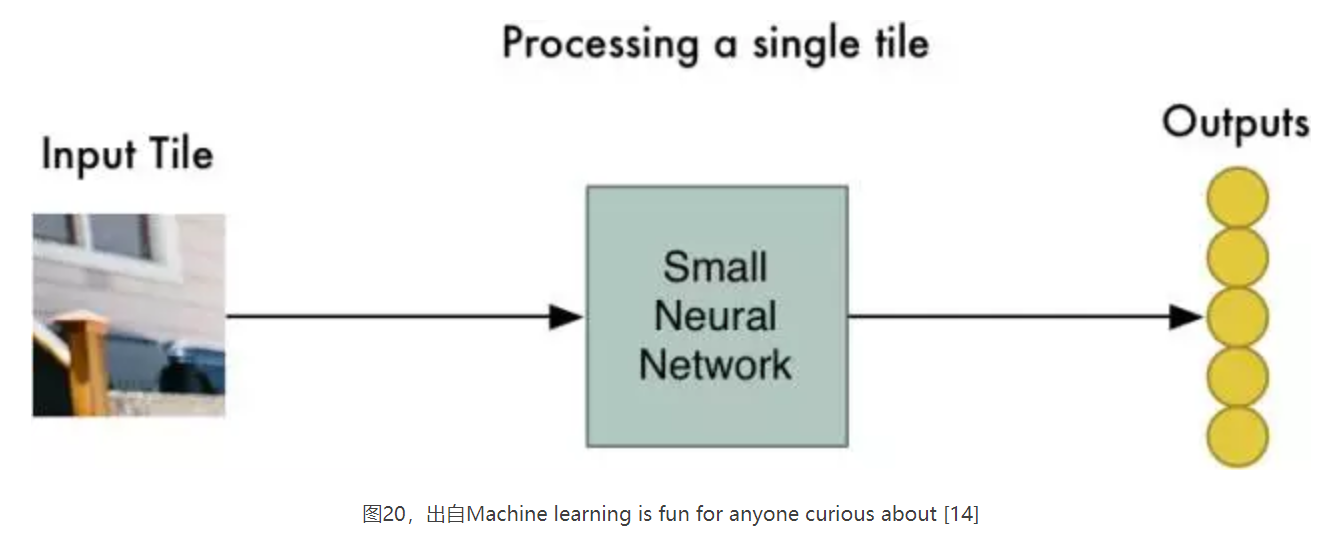 Processing a single tile
Input Tile
Outputs
Small
Neural
Network
图20，出自Machine learning is fun for anyone curious about [14]